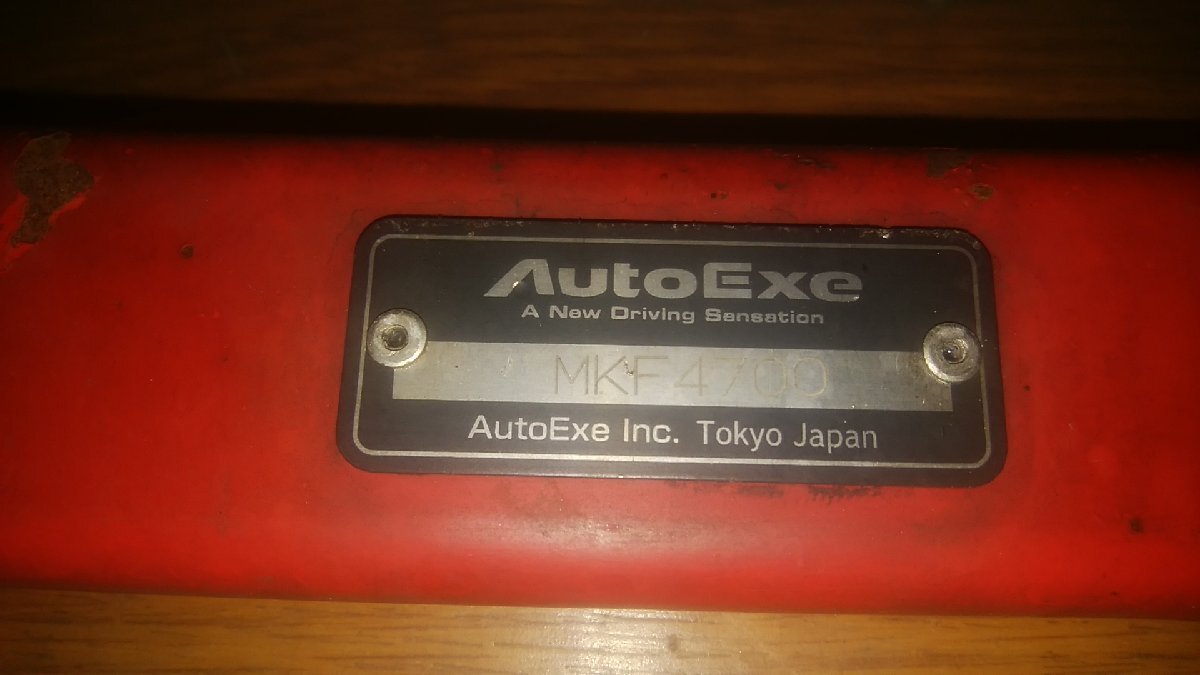 AutoExe
A New Driving Sensation
MKF4700
AutoExe Inc. Tokyo Japan